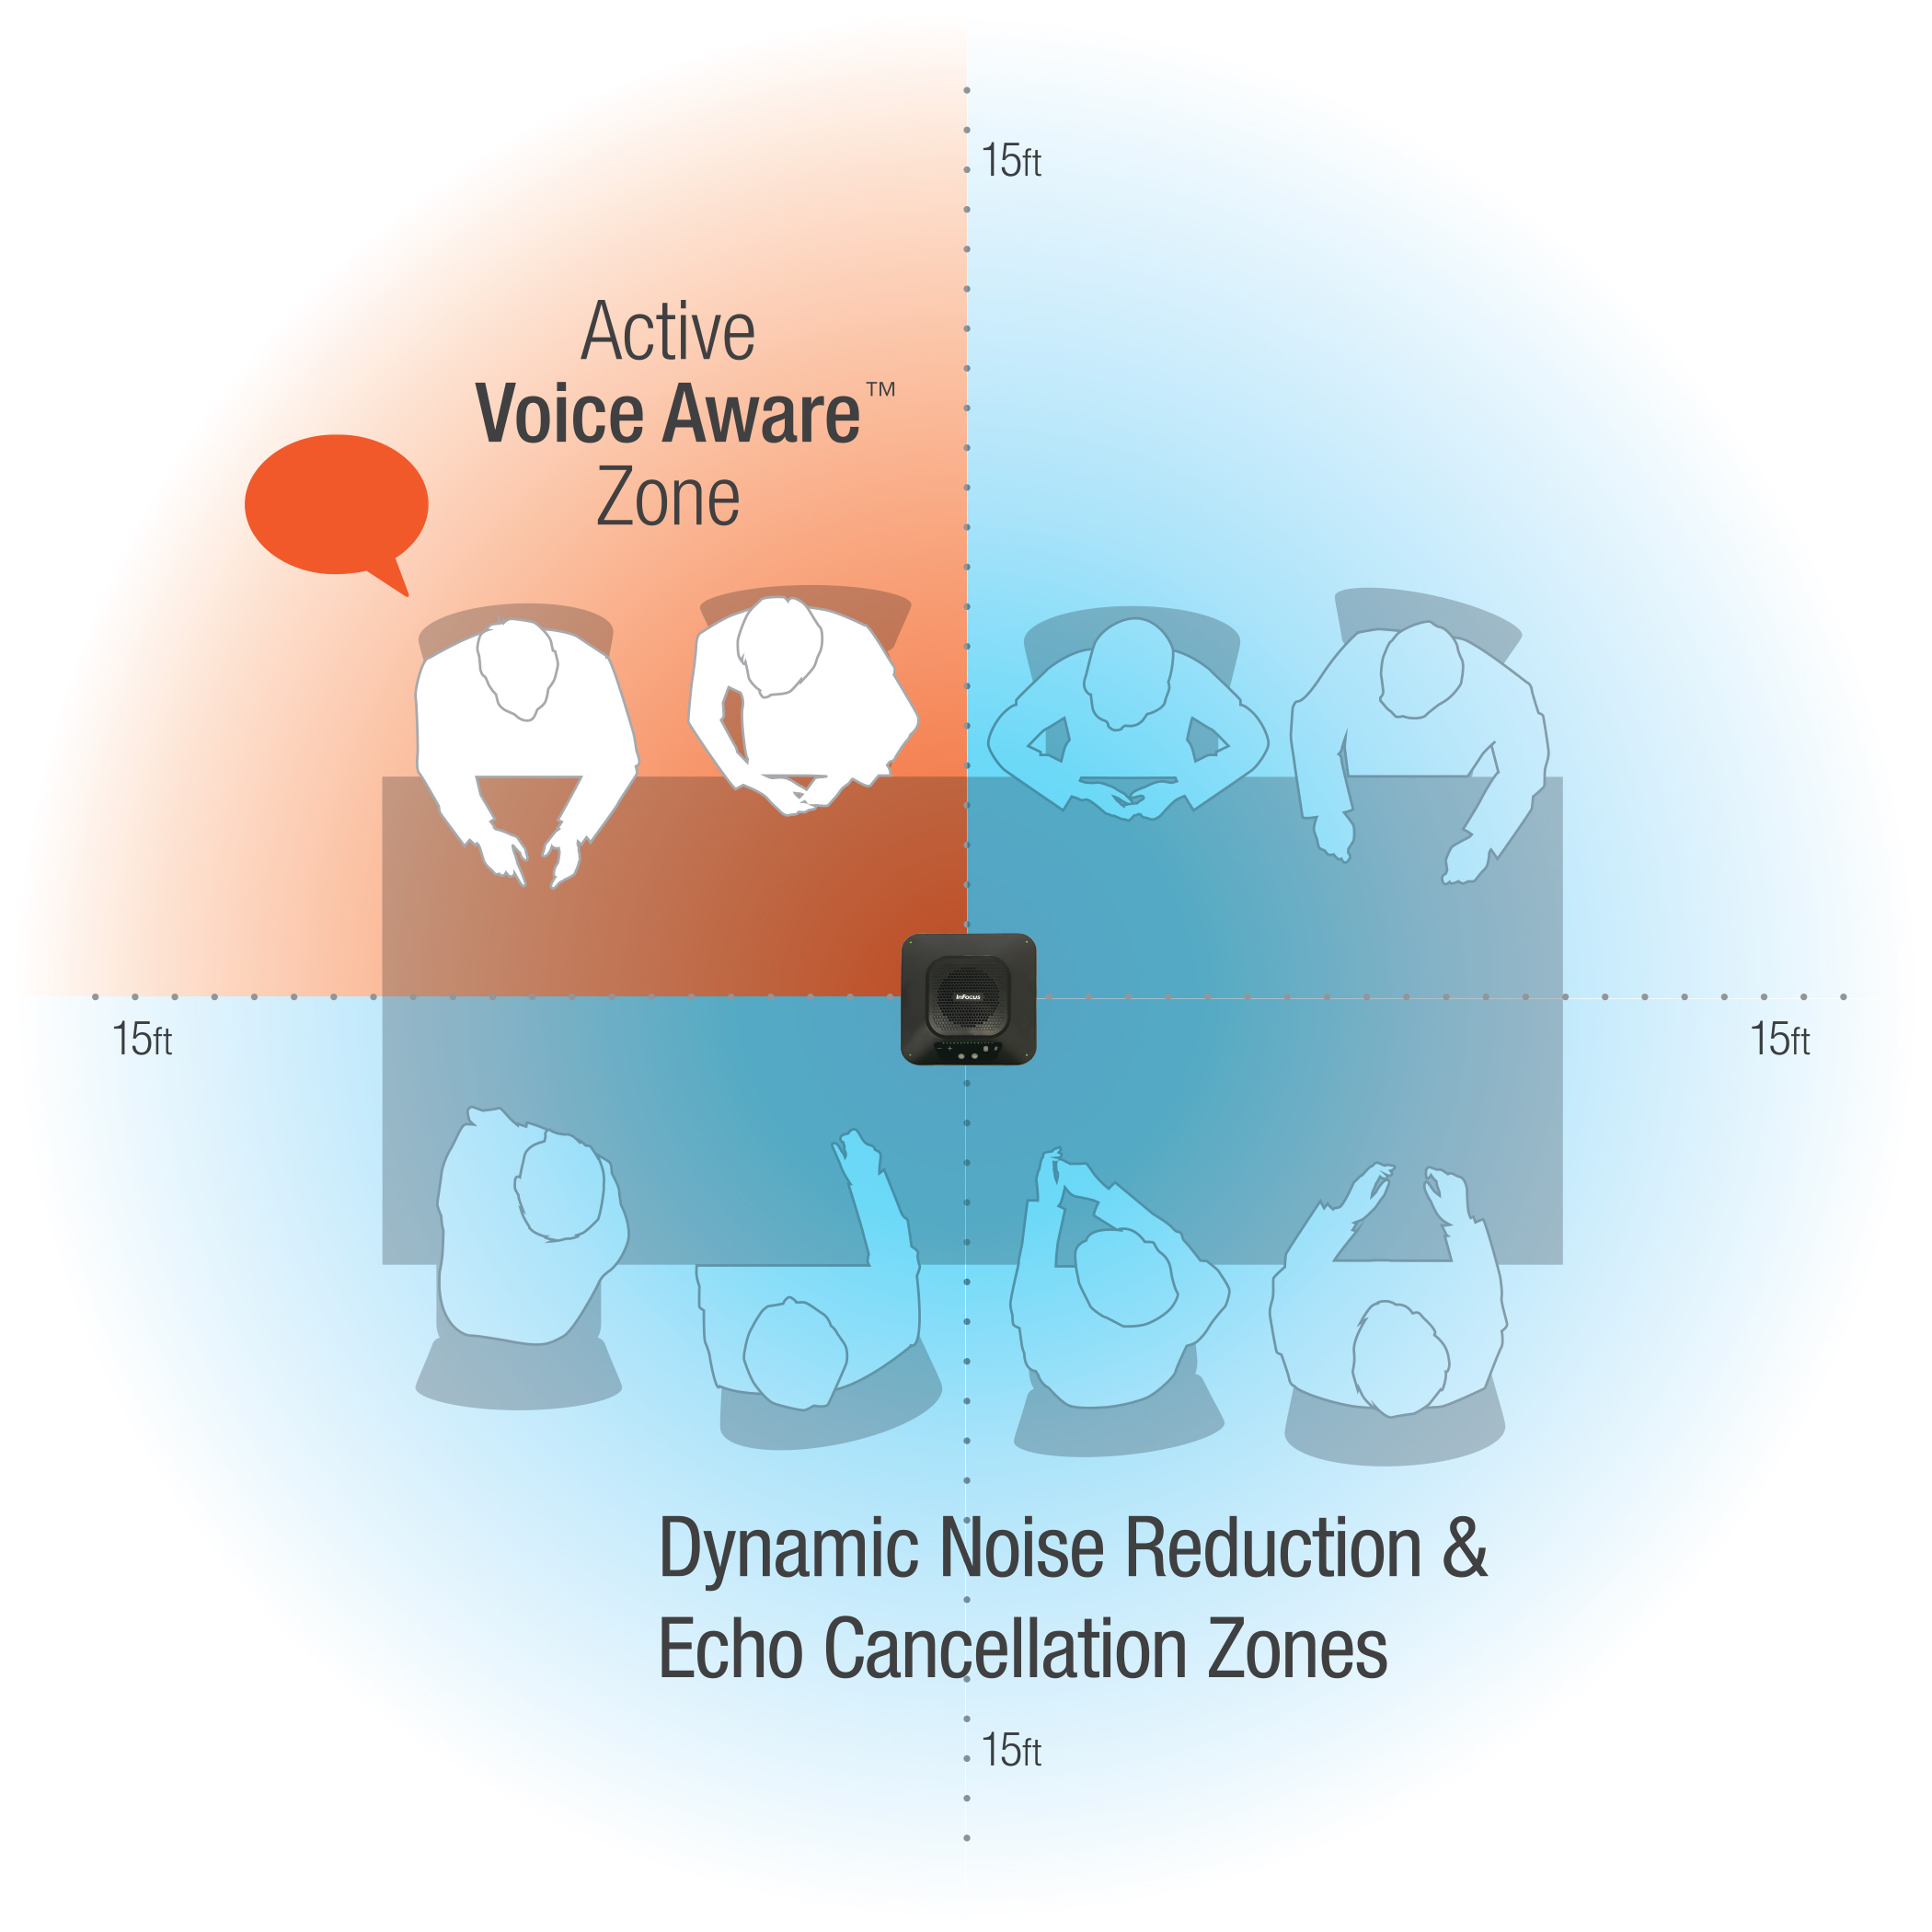 15ft
Active
Voice Aware™
Zone
InFocus
15ft
15ft
Dynamic Noise Reduction &
Echo Cancellation Zones
15ft